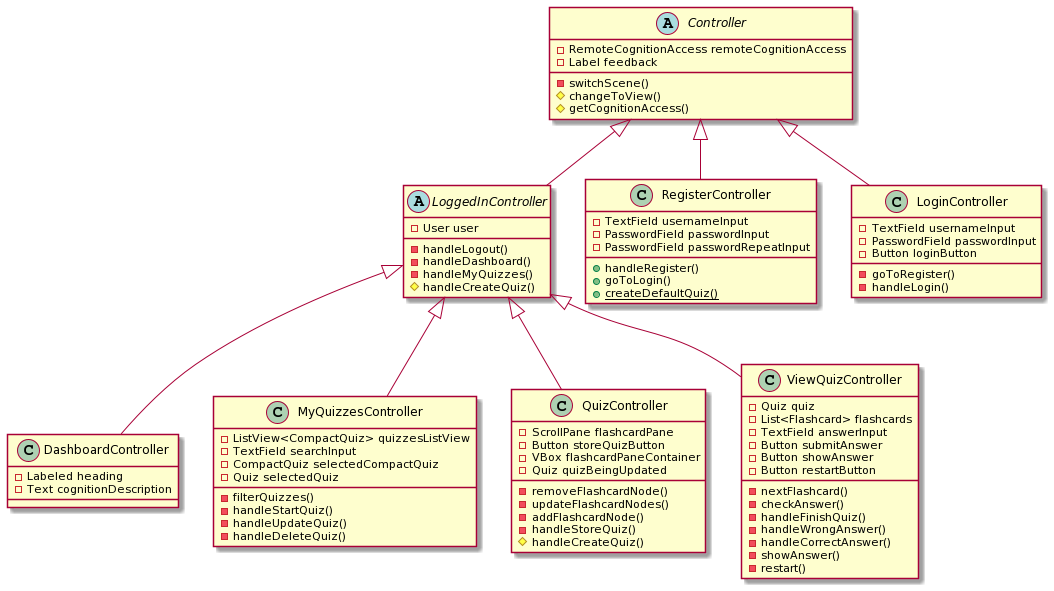 A Controller
RemoteCognitionAccess remoteCognitionAccess
Label feedback
switchScene()
changeToView()
getCognitionAccess()
A LoggedInController
User user
handleLogout()
handleDashboard()
handleMyQuizzes()
handleCreateQuiz()
C RegisterController
TextField usernameInput
PasswordField passwordInput
PasswordField passwordRepeatInput
handleRegister()
goToLogin()
createDefaultQuiz()
C LoginController
TextField usernameInput
PasswordField passwordInput
Button loginButton
goToRegister()
handleLogin()
C DashboardController
Labeled heading
Text cognitionDescription
C MyQuizzesController
ListView<CompactQuiz> quizzesListView
TextField searchInput
CompactQuiz selectedCompactQuiz
Quiz selectedQuiz
filterQuizzes()
handleStartQuiz()
handleUpdateQuiz()
handleDeleteQuiz()
C QuizController
ScrollPane flashcardPane
Button storeQuizButton
VBox flashcardPaneContainer
Quiz quizBeingUpdated
removeFlashcardNode()
updateFlashcardNodes()
addFlashcardNode()
handleStoreQuiz()
handleCreateQuiz()
C ViewQuizController
Quiz quiz
List<Flashcard> flashcards
TextField answerInput
Button submitAnswer
Button showAnswer
Button restartButton
nextFlashcard()
checkAnswer()
handleFinishQuiz()
handleWrongAnswer()
handleCorrectAnswer()
showAnswer()
restart()